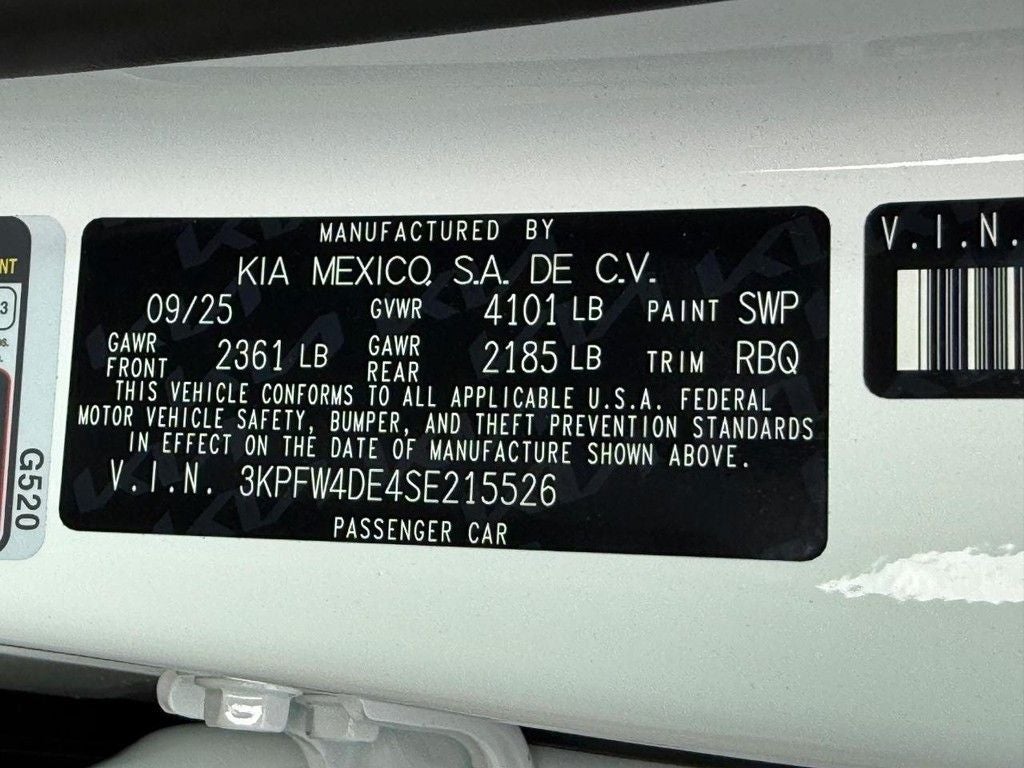 MANUFACTURED BY
KIA MEXICO, S.A. DE C.V.
09/25 GVWR 4101 LB PAINT SWP
GAWR FRONT 2361 LB GAWR REAR 2185 LB TRIM RBQ
THIS VEHICLE CONFORMS TO ALL APPLICABLE U.S.A. FEDERAL
MOTOR VEHICLE SAFETY, BUMPER, AND THEFT PREVENTION STANDARDS
IN EFFECT ON THE DATE OF MANUFACTURE SHOWN ABOVE.
V.I.N. 3KPFW4DE4SE215526
PASSENGER CAR
V.I.N.
NT
3
G520